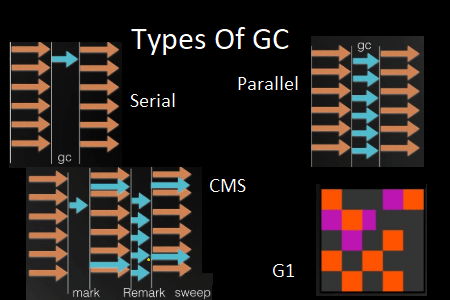 Types Of GC
gc
Serial
gc
Parallel
CMS
mark
Remark
sweep
G1